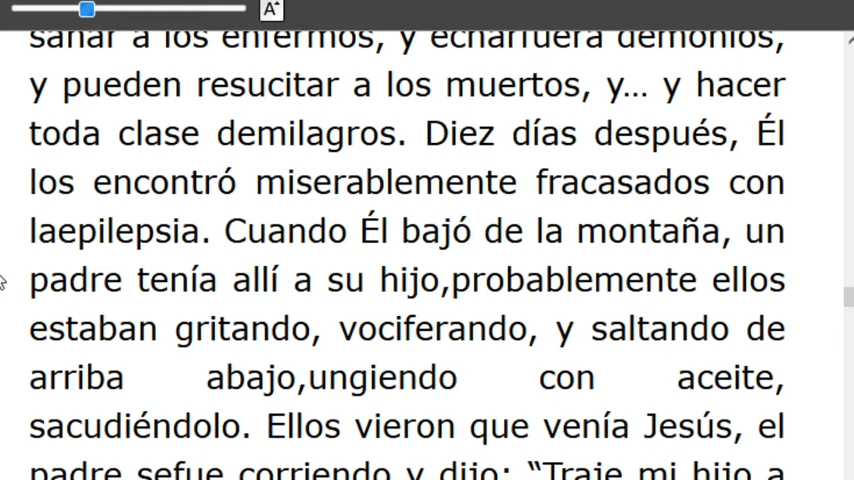 A
sanar a los enfermos, y echarfuera demonios,
y pueden resucitar a los muertos, y... y hacer
toda clase demilagros. Diez días después, Él
los encontró miserablemente fracasados con
laepilepsia. Cuando Él bajó de la montaña, un
padre tenía allí a su hijo,probablemente ellos
estaban gritando, vociferando, y saltando de
arriba abajo,ungiendo con aceite,
sacudiéndolo. Ellos vieron que venía Jesús, el
padre sefue corriendo y dijo: “Traje mi hijo a